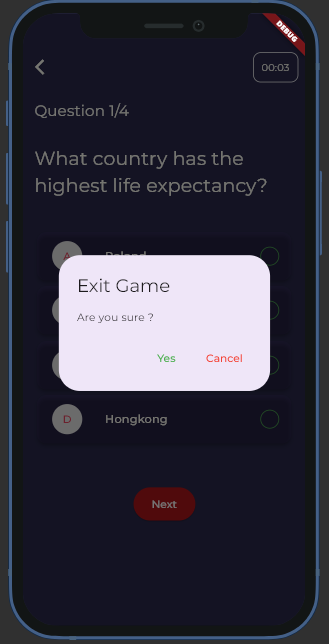 DEBUG
00:03
Question 1/4
What country has the
highest life expectancy?
A Poland
Exit Game
Are you sure ?
Yes Cancel
D Hongkong
Next